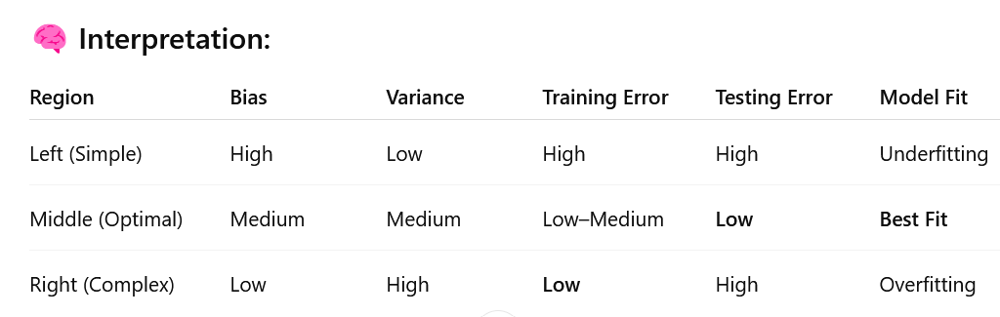 🧠 Interpretation:
Region Bias Variance Training Error Testing Error Model Fit
Left (Simple) High Low High High Underfitting
Middle (Optimal) Medium Medium Low–Medium Low Best Fit
Right (Complex) Low High Low High Overfitting